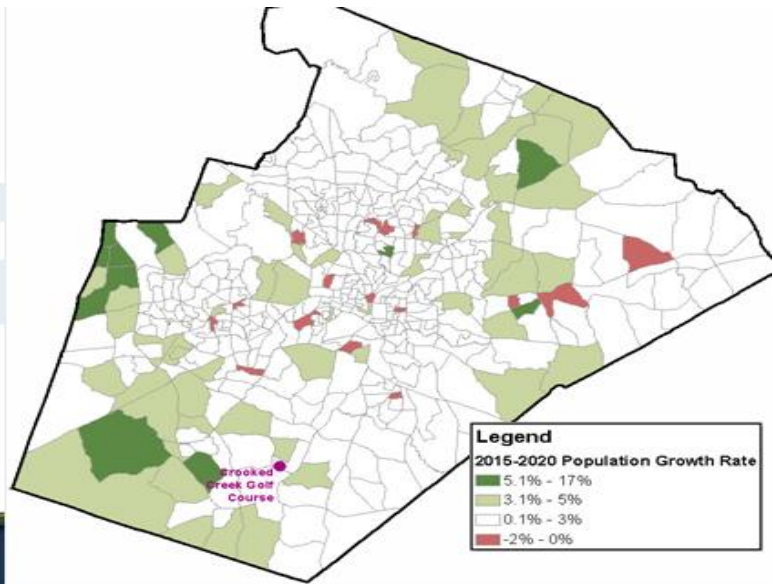 Crooked
Creek Golf
Course
Legend
2015-2020 Population Growth Rate
5.1% - 17%
3.1% - 5%
0.1% - 3%
-2% - 0%